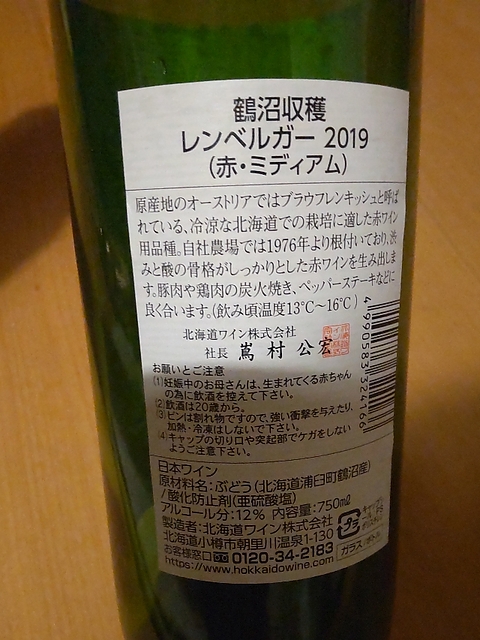 鶴沼収穫
レンベルガー 2019
(赤・ミディアム)
原産地のオーストリアではブラウフレンキッシュと呼ば
れている、冷涼な北海道での栽培に適した赤ワイン
用品種。自社農場では1976年より根付いており、渋
みと酸の骨格がしっかりとした赤ワインを生み出しま
す。豚肉や鶏肉の炭火焼き、ペッパーステーキなどに
良く合います。(飲み頃温度13℃～16℃)
北海道ワイン株式会社
社長 嶌村 公宏
4990583324166
お願いとご注意
(1)妊娠中のお母さんは、生まれてくる赤ちゃん
の為に飲酒を控えて下さい。
(2)飲酒は20歳から。
(3)ビンは割れ物ですので、強い衝撃を与えたり、
加熱・冷凍はしないで下さい。
(4)キャップの切り口や突起部でケガをしない
ようご注意下さい。
日本ワイン
原材料名：ぶどう(北海道浦臼町鶴沼産)
/酸化防止剤(亜硫酸塩)
アルコール分：12% 内容量：750ml
製造者：北海道ワイン株式会社
北海道小樽市朝里川温泉1-130
お客様窓口 0120-34-2183
https://www.hokkaidowine.com
ガラス: